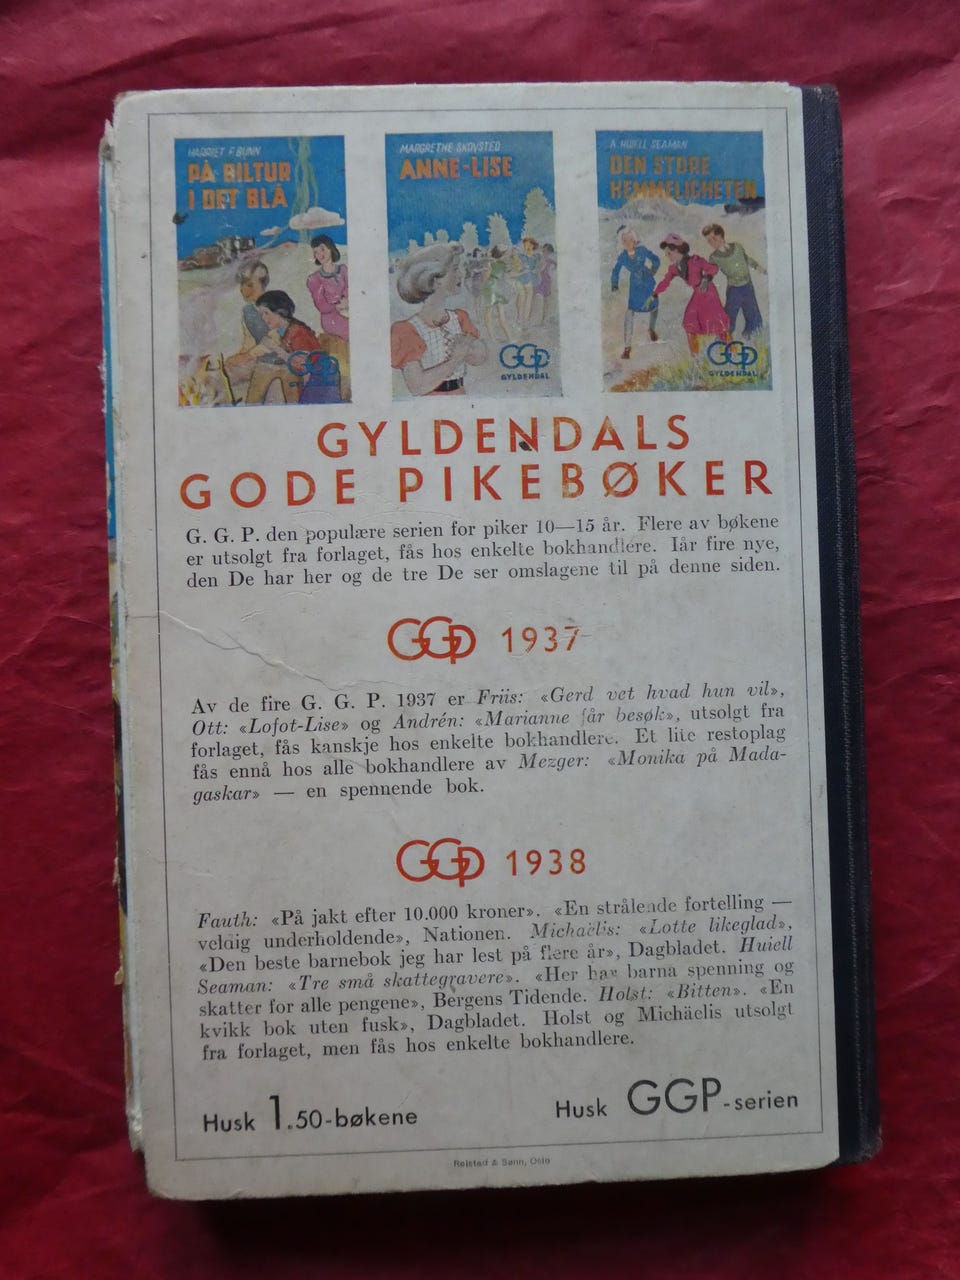 HARRIET F. BUNN
PÅ BILTUR
I DET BLÅ
GGP
GYLDENDAL
MARGRETHE SKOVSTED
ANNE-LISE
GGP
GYLDENDAL
A. HUIELL SEAMAN
DEN STORE
HEMMELIGHETEN
GGP
GYLDENDAL
GYLDENDALS
GODE PIKEBØKER
G. G. P. den populære serien for piker 10—15 år. Flere av bøkene
er utsolgt fra forlaget, fås hos enkelte bokhandlere. Iår fire nye,
den De har her og de tre De ser omslagene til på denne siden.
GGP 1937
Av de fire G. G. P. 1937 er Friis: «Gerd vet hvad hun vil»,
Ott: «Lofot-Lise» og Andrén: «Marianne får besøk», utsolgt fra
forlaget, fås kanskje hos enkelte bokhandlere. Et lite restoplag
fås ennå hos alle bokhandlere av Mezger: «Monika på Mada-
gaskar» — en spennende bok.
GGP 1938
Fauth: «På jakt efter 10.000 kroner». «En strålende fortelling —
veldig underholdende», Nationen. Michaëlis: «Lotte likeglad»,
«Den beste barnebok jeg har lest på flere år», Dagbladet. Huiell
Seaman: «Tre små skattegravere». «Her har barna spenning og
skatter for alle pengene», Bergens Tidende. Holst: «Bitten». «En
kvikk bok uten fusk», Dagbladet. Holst og Michäelis utsolgt
fra forlaget, men fås hos enkelte bokhandlere.
Husk 1.50-bøkene
Husk GGP-serien
Reistad & Sønn, Oslo